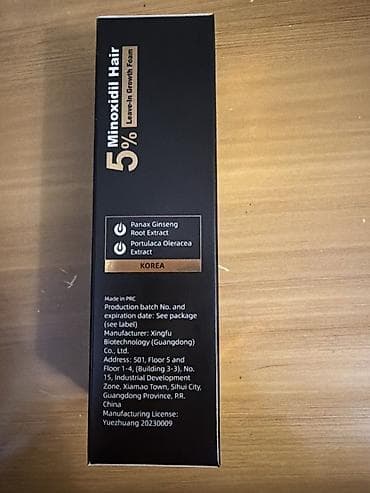 5% Minoxidil Hair
Leave-In Growth Foam
Panax Ginseng
Root Extract
Portulaca Oleracea
Extract
KOREA
Made in PRC
Production batch No. and
expiration date: See package
(see label)
Manufacturer: Xingfu
Biotechnology (Guangdong)
Co., Ltd.
Address: 501, Floor 5 and
Floor 1-4, (Building 3-3), No.
15, Industrial Development
Zone, Xiamao Town, Sihui City,
Guangdong Province, P.R.
China
Manufacturing License:
Yuezhuang 20230009